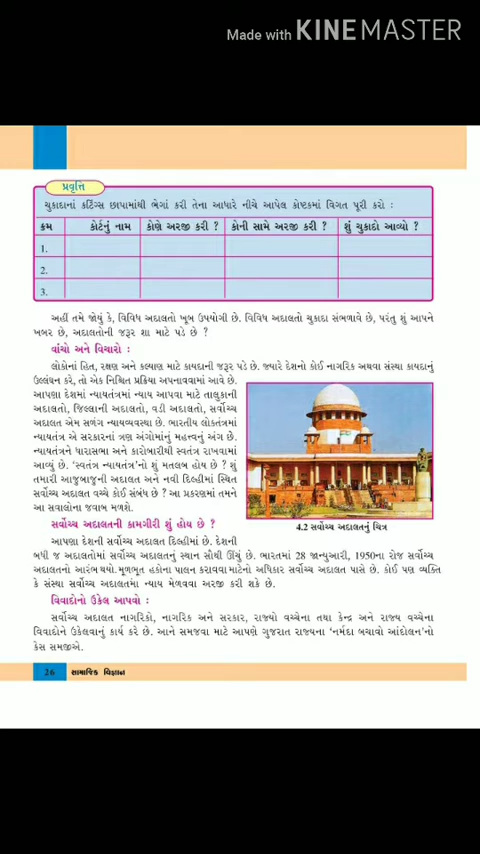 Made with KINEMASTER
પ્રવૃત્તિ
ચુકાદાનાં કટિંગ્સ છાપામાંથી ભેગાં કરી તેના આધારે નીચે આપેલ કોષ્ટકમાં વિગત પૂરી કરો :
ક્રમ કોર્ટનું નામ કોણે અરજી કરી ? કોની સામે અરજી કરી ? શું ચુકાદો આવ્યો ?
1.
2.
3.
અહીં તમે જોયું કે, વિવિધ અદાલતો ખૂબ ઉપયોગી છે. વિવિધ અદાલતો ચુકાદા સંભળાવે છે, પરંતુ શું આપને
ખબર છે, અદાલતોની જરૂર શા માટે પડે છે ?
વાંચો અને વિચારો :
લોકોનાં હિત, રક્ષણ અને કલ્યાણ માટે કાયદાની જરૂર પડે છે. જ્યારે દેશનો કોઈ નાગરિક અથવા સંસ્થા કાયદાનું
ઉલ્લંઘન કરે, તો એક નિશ્ચિત પ્રક્રિયા અપનાવવામાં આવે છે.
આપણા દેશમાં ન્યાયતંત્રમાં ન્યાય આપવા માટે તાલુકાની
અદાલતો, જિલ્લાની અદાલતો, વડી અદાલતો, સર્વોચ્ચ
અદાલત એમ સળંગ ન્યાયવ્યવસ્થા છે. ભારતીય લોકતંત્રમાં
ન્યાયતંત્ર એ સરકારનાં ત્રણ અંગોમાંનું મહત્ત્વનું અંગ છે.
ન્યાયતંત્રને ધારાસભા અને કારોબારીથી સ્વતંત્ર રાખવામાં
આવ્યું છે. ‘સ્વતંત્ર ન્યાયતંત્ર’નો શું મતલબ હોય છે ? શું
તમારી આજુબાજુની અદાલત અને નવી દિલ્હીમાં સ્થિત
સર્વોચ્ચ અદાલત વચ્ચે કોઈ સંબંધ છે ? આ પ્રકરણમાં તમને
આ સવાલોના જવાબ મળશે.
4.2 સર્વોચ્ચ અદાલતનું ચિત્ર
સર્વોચ્ચ અદાલતની કામગીરી શું હોય છે ?
આપણા દેશની સર્વોચ્ચ અદાલત દિલ્હીમાં છે. દેશની
બધી જ અદાલતોમાં સર્વોચ્ચ અદાલતનું સ્થાન સૌથી ઊંચું છે. ભારતમાં 28 જાન્યુઆરી, 1950ના રોજ સર્વોચ્ચ
અદાલતનો આરંભ થયો. મૂળભૂત હકોના પાલન કરાવવા માટેનો અધિકાર સર્વોચ્ચ અદાલત પાસે છે. કોઈ પણ વ્યક્તિ
કે સંસ્થા સર્વોચ્ચ અદાલતમાં ન્યાય મેળવવા અરજી કરી શકે છે.
વિવાદોનો ઉકેલ આપવો :
સર્વોચ્ચ અદાલત નાગરિકો, નાગરિક અને સરકાર, રાજ્યો વચ્ચેના તથા કેન્દ્ર અને રાજ્ય વચ્ચેના
વિવાદોને ઉકેલવાનું કાર્ય કરે છે. આને સમજવા માટે આપણે ગુજરાત રાજ્યના ‘નર્મદા બચાવો આંદોલન’નો
કેસ સમજીએ.
26 સામાજિક વિજ્ઞાન